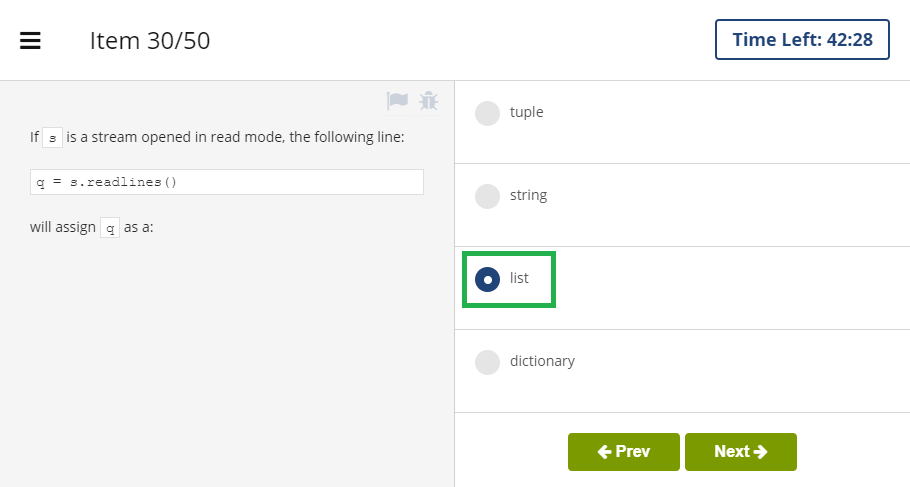 Item 30/50
Time Left: 42:28
If s is a stream opened in read mode, the following line:
q = s.readlines()
will assign q as a:
tuple
string
list
dictionary
Prev
Next